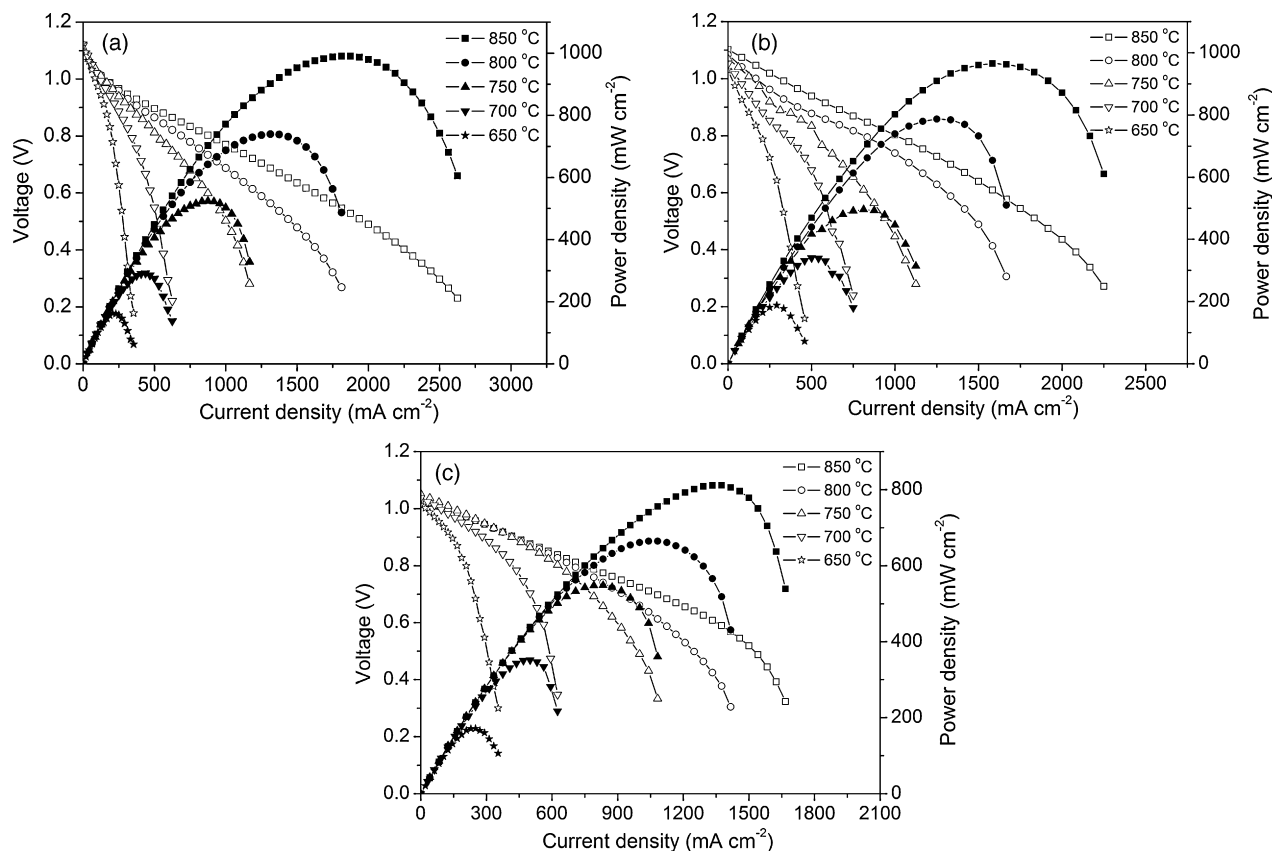 (a)
850 °C
800 °C
750 °C
700 °C
650 °C
Voltage (V)
1.2
1.0
0.8
0.6
0.4
0.2
0.0
Power density (mW cm⁻²)
1000
800
600
400
200
0
0 500 1000 1500 2000 2500 3000
Current density (mA cm⁻²)
(b)
850 °C
800 °C
750 °C
700 °C
650 °C
Voltage (V)
1.2
1.0
0.8
0.6
0.4
0.2
0.0
Power density (mW cm⁻²)
1000
800
600
400
200
0
0 500 1000 1500 2000 2500
Current density (mA cm⁻²)
(c)
850 °C
800 °C
750 °C
700 °C
650 °C
Voltage (V)
1.2
1.0
0.8
0.6
0.4
0.2
0.0
Power density (mW cm⁻²)
800
600
400
200
0
0 300 600 900 1200 1500 1800 2100
Current density (mA cm⁻²)